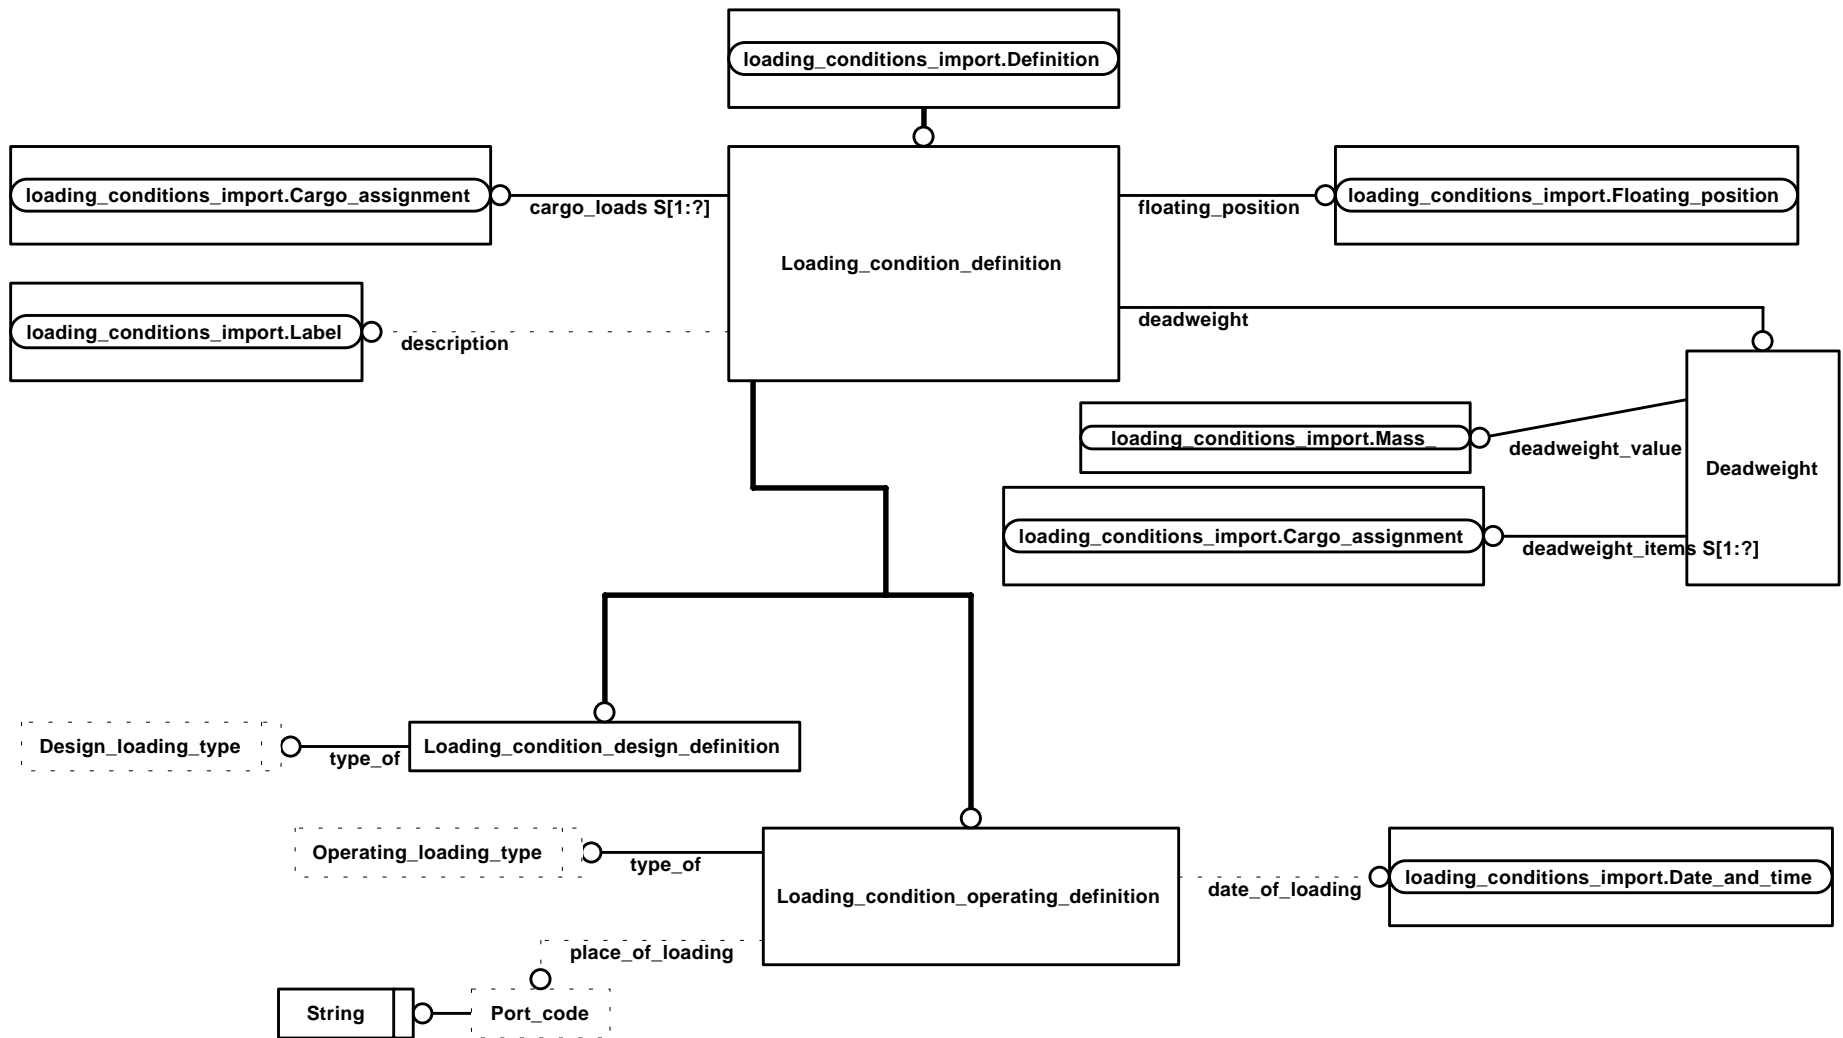 loading_conditions_import.Definition
loading_conditions_import.Cargo_assignment
cargo_loads S[1:?]
floating_position
loading_conditions_import.Floating_position
Loading_condition_definition
loading_conditions_import.Label
description
deadweight
loading_conditions_import.Mass_
deadweight_value
Deadweight
loading_conditions_import.Cargo_assignment
deadweight_items S[1:?]
Design_loading_type
type_of
Loading_condition_design_definition
Operating_loading_type
type_of
Loading_condition_operating_definition
date_of_loading
loading_conditions_import.Date_and_time
place_of_loading
String
Port_code